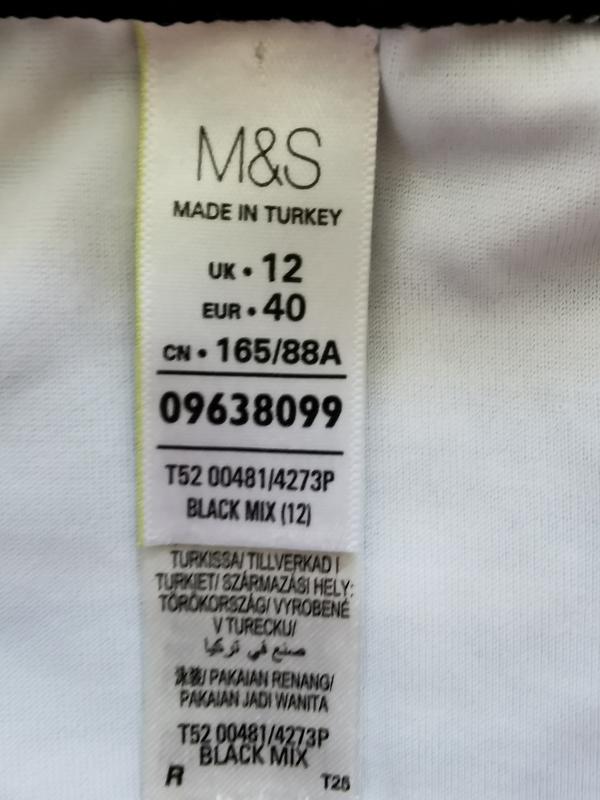 M&S
MADE IN TURKEY
UK • 12
EUR • 40
CN • 165/88A
09638099
T52 00481/4273P
BLACK MIX (12)
TURKISSA/ TILLVERKAD I
TURKIET/ SZÁRMAZÁSI HELY:
TÖRÖKORSZÁG/ VYROBENÉ
V TURECKU/
صنع في تركيا
泳装/ PAKAIAN RENANG/
PAKAIAN JADI WANITA
T52 00481/4273P
BLACK MIX
R T25